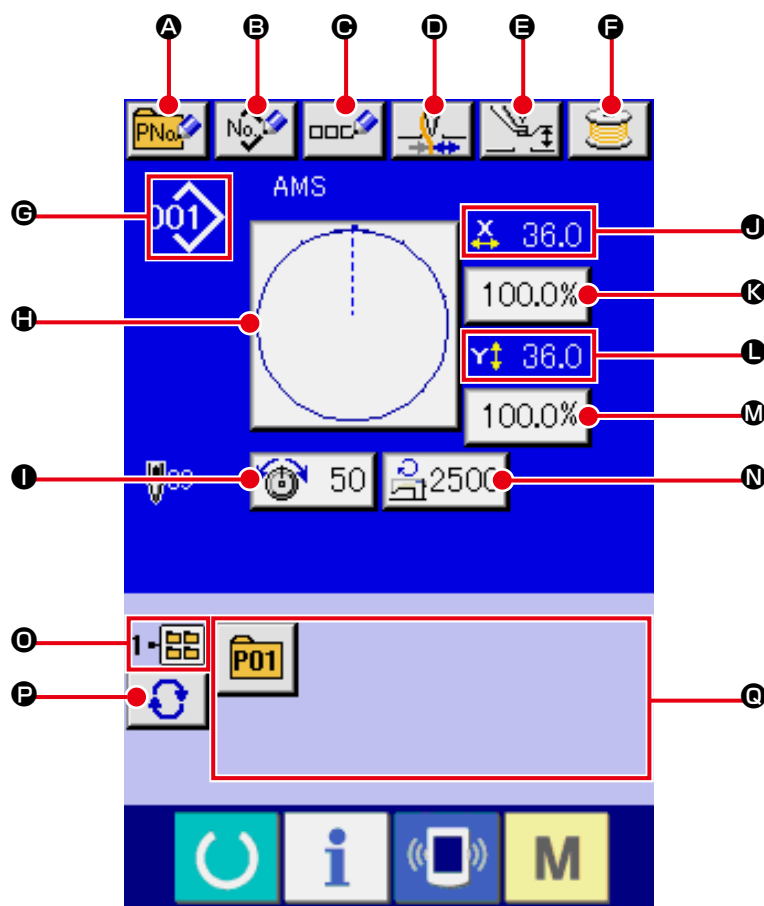 A B C D E F
PNo. No.
G 001 AMS
X 36.0 J
100.0% K
H
Y 36.0 L
100.0% M
I 50 2500 N
O 1
P P01 Q
i M